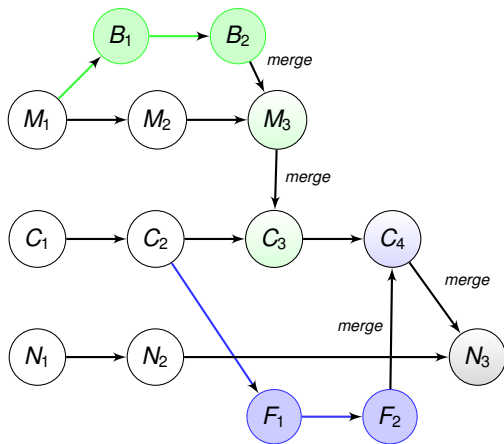 B₁
B₂
merge
M₁
M₂
M₃
merge
C₁
C₂
C₃
C₄
merge
merge
N₁
N₂
N₃
F₁
F₂